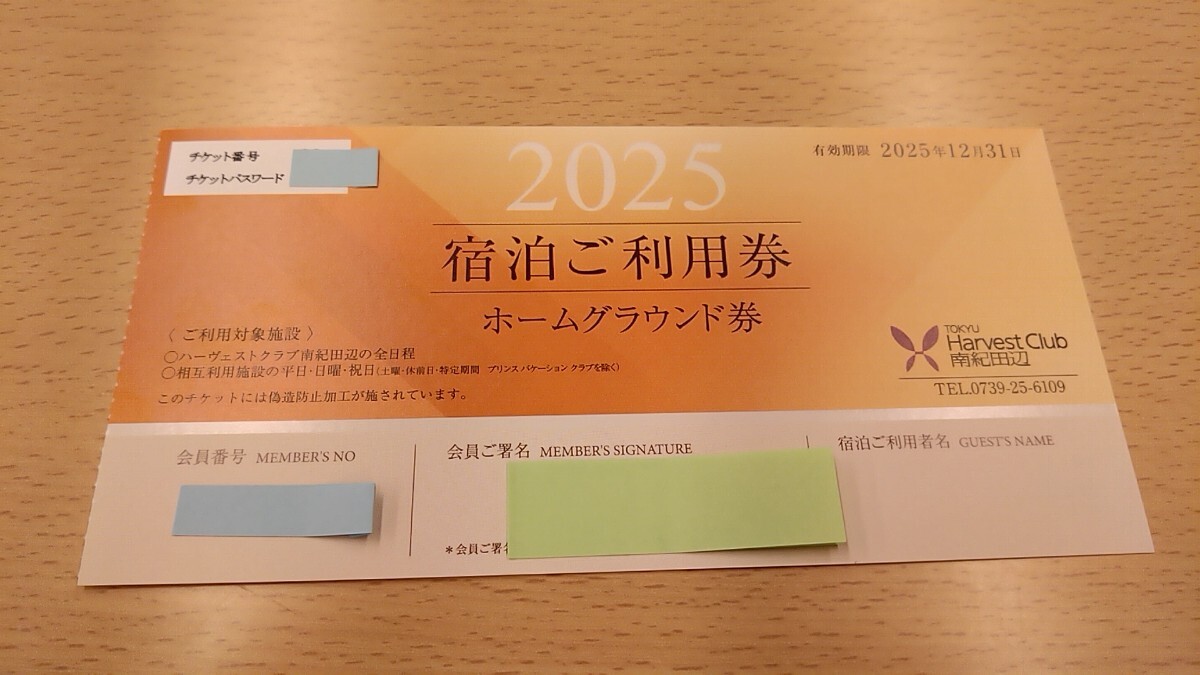 チケット番号
チケットパスワード
2025
有効期限 2025年12月31日
宿泊ご利用券
ホームグラウンド券
〈 ご利用対象施設 〉
○ハーヴェストクラブ南紀田辺の全日程
○相互利用施設の平日・日曜・祝日(土曜・休前日・特定期間 プリンス バケーション クラブを除く)
このチケットには偽造防止加工が施されています。
TOKYU
Harvest Club
南紀田辺
TEL.0739-25-6109
会員番号 MEMBER'S NO
会員ご署名 MEMBER'S SIGNATURE
宿泊ご利用者名 GUEST'S NAME
*会員ご署